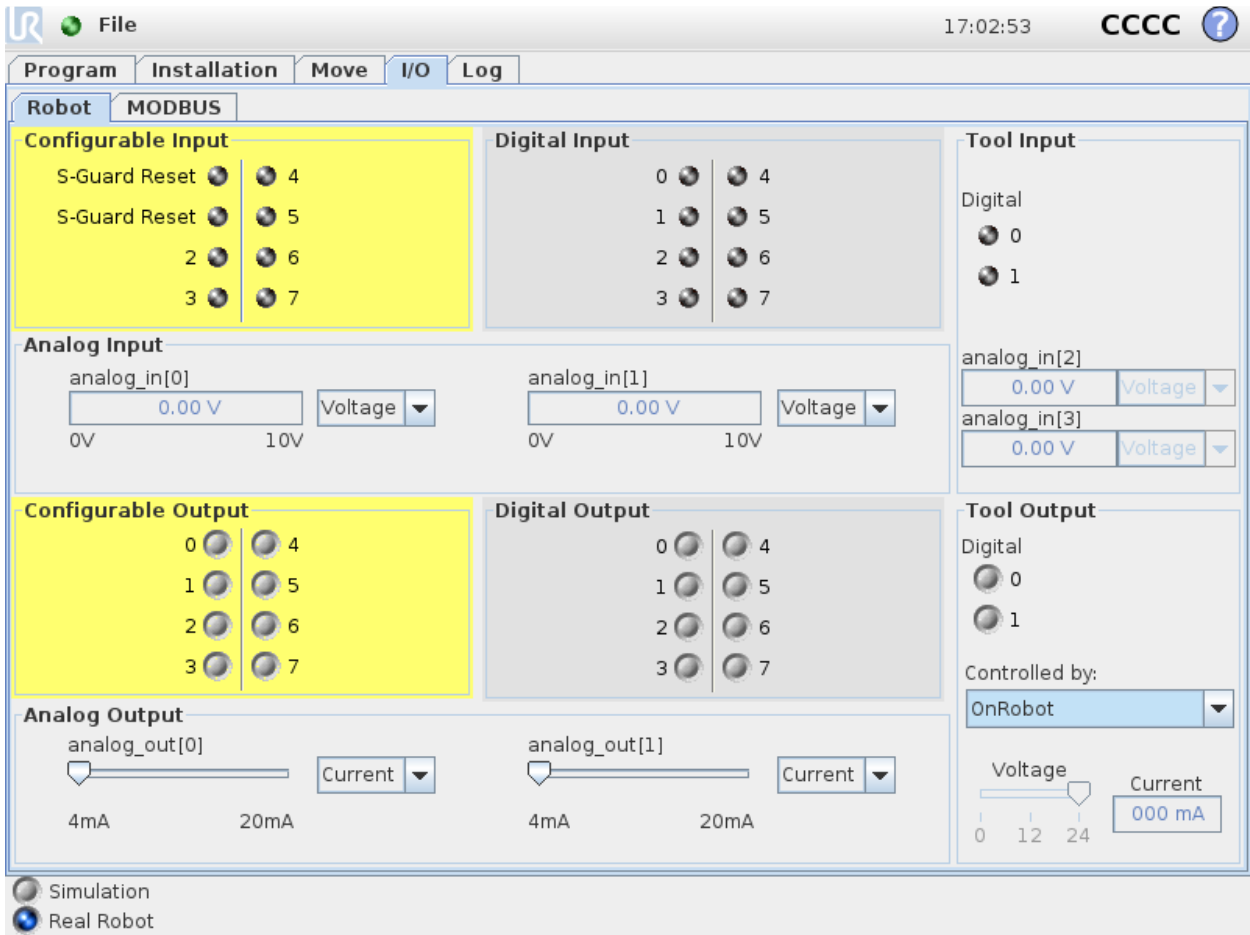 UR File 17:02:53 CCCC ?
Program Installation Move I/O Log
Robot MODBUS
Configurable Input
S-Guard Reset 4
S-Guard Reset 5
2 6
3 7
Digital Input
0 4
1 5
2 6
3 7
Tool Input
Digital
0
1
analog_in[2]
0.00 V Voltage
analog_in[3]
0.00 V Voltage
Analog Input
analog_in[0]
0.00 V Voltage
0V 10V
analog_in[1]
0.00 V Voltage
0V 10V
Configurable Output
0 4
1 5
2 6
3 7
Digital Output
0 4
1 5
2 6
3 7
Tool Output
Digital
0
1
Controlled by:
OnRobot
Voltage
0 12 24
Current
000 mA
Analog Output
analog_out[0]
Current
4mA 20mA
analog_out[1]
Current
4mA 20mA
Simulation
Real Robot